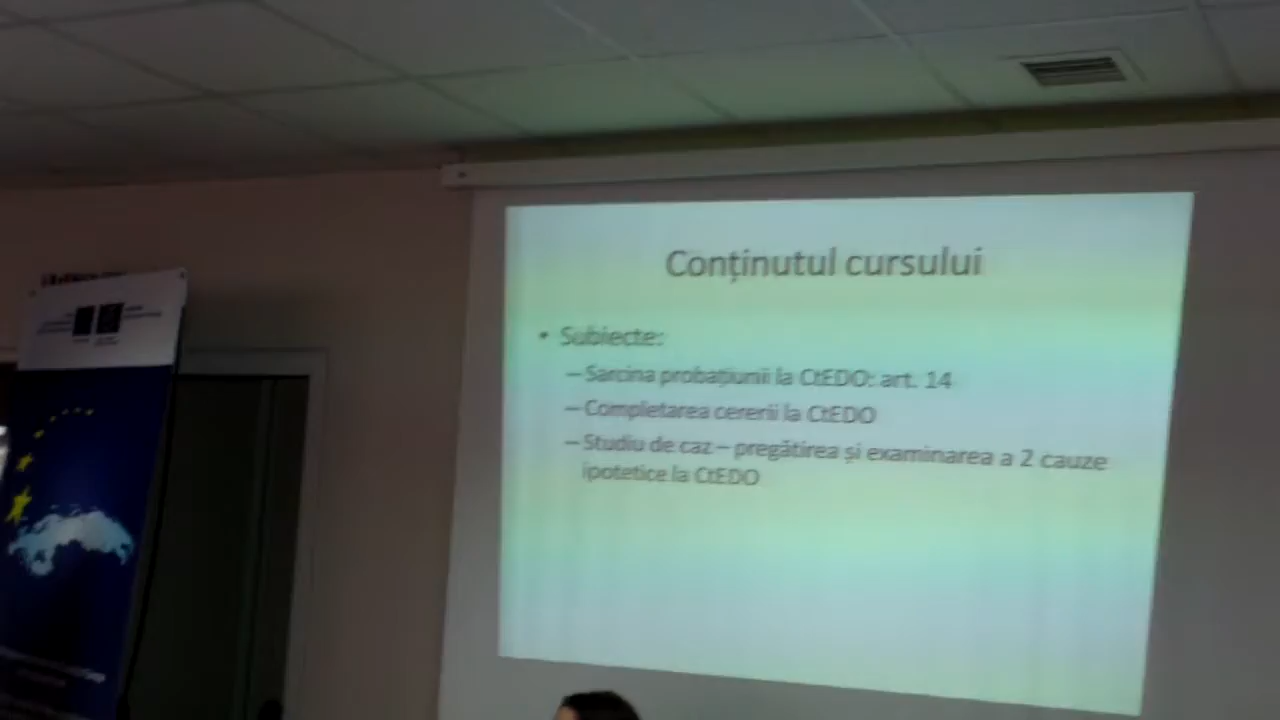 Conținutul cursului
• Subiecte:
– Sarcina probațiunii la CtEDO: art. 14
– Completarea cererii la CtEDO
– Studiu de caz – pregătirea și examinarea a 2 cauze
ipotetice la CtEDO